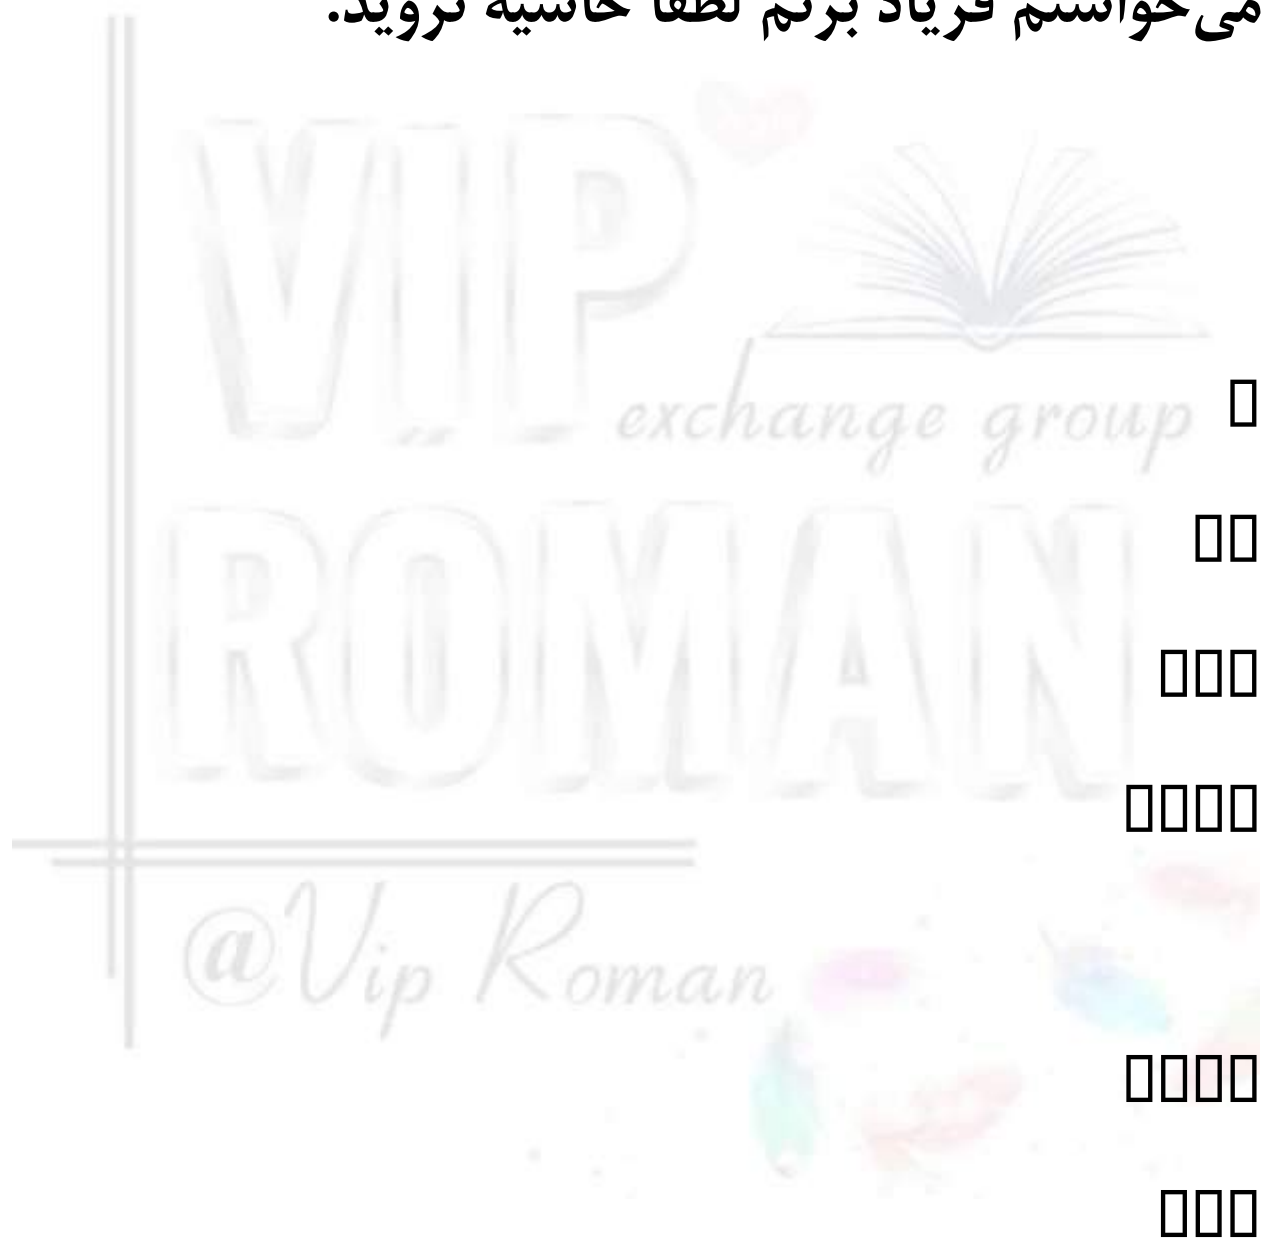 می‌خواستم فریاد بزنم لطفا حاشیه نروید.
VIP
exchange group
ROMAN
@Vip Roman